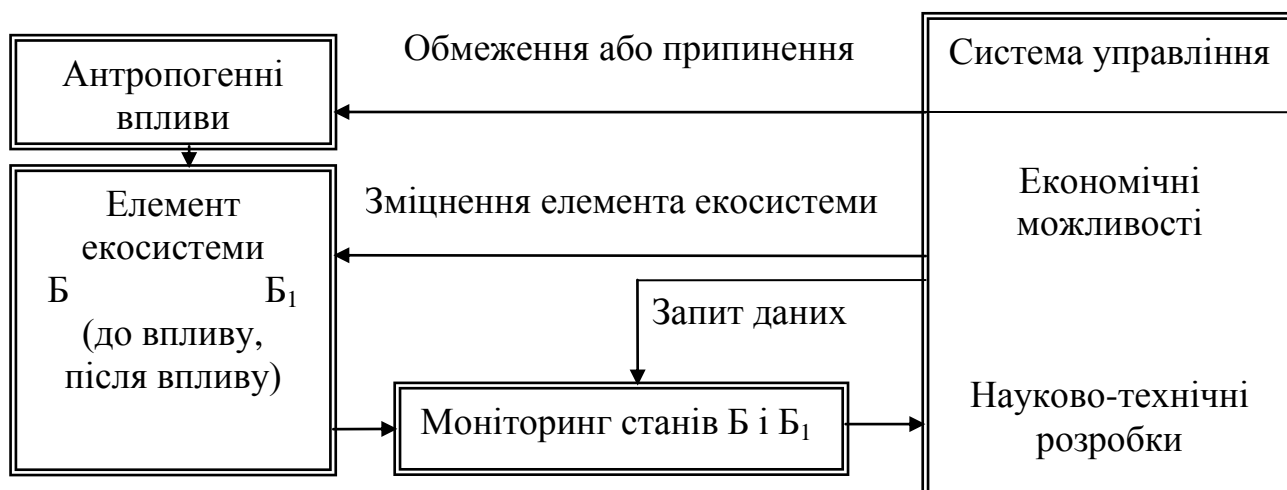 Антропогенні
впливи
Обмеження або припинення
Система управління
Елемент
екосистеми
Б Б₁
(до впливу,
після впливу)
Зміцнення елемента екосистеми
Економічні
можливості
Запит даних
Моніторинг станів Б і Б₁
Науково-технічні
розробки